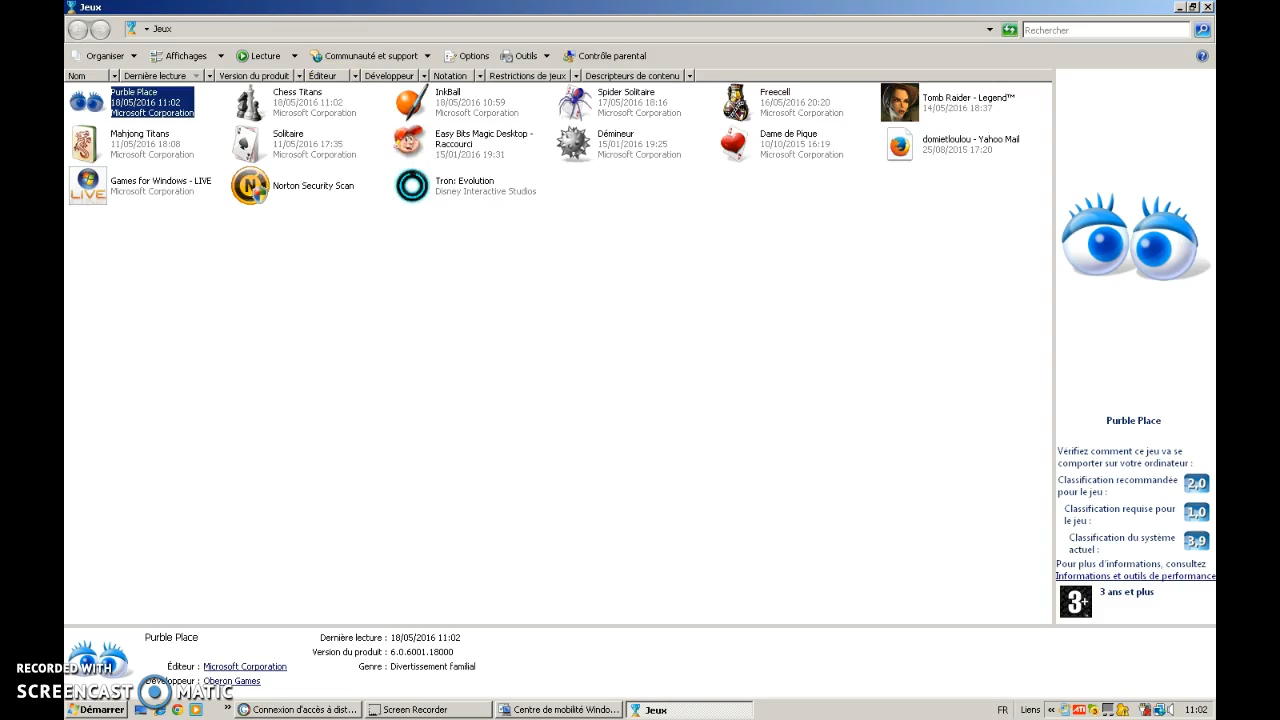 Jeux
Jeux
Rechercher
Organiser Affichages Lecture Communauté et support Options Outils Contrôle parental
Nom Dernière lecture Version du produit Éditeur Développeur Notation Restrictions de jeux Descripteurs de contenu
Purble Place
18/05/2016 11:02
Microsoft Corporation
Chess Titans
18/05/2016 11:02
Microsoft Corporation
InkBall
18/05/2016 10:59
Microsoft Corporation
Spider Solitaire
17/05/2016 18:16
Microsoft Corporation
Freecell
16/05/2016 20:20
Microsoft Corporation
Tomb Raider - Legend™
14/05/2016 18:37
Mahjong Titans
11/05/2016 18:08
Microsoft Corporation
Solitaire
11/05/2016 17:35
Microsoft Corporation
Easy Bits Magic Desktop -
Raccourci
15/01/2016 19:31
Démineur
15/01/2016 19:25
Microsoft Corporation
Dame de Pique
10/10/2015 16:19
Microsoft Corporation
domietloulou - Yahoo Mail
25/08/2015 17:20
LIVE
Games for Windows - LIVE
Microsoft Corporation
Norton Security Scan
Tron: Evolution
Disney Interactive Studios
Purble Place
Vérifiez comment ce jeu va se
comporter sur votre ordinateur :
Classification recommandée
pour le jeu :
2,0
Classification requise pour
le jeu :
1,0
Classification du système
actuel :
3,9
Pour plus d'informations, consultez
Informations et outils de performance
3+
3 ans et plus
Purble Place
Dernière lecture : 18/05/2016 11:02
Version du produit : 6.0.6001.18000
Éditeur : Microsoft Corporation
Genre : Divertissement familial
Développeur : Oberon Games
RECORDED WITH
SCREENCAST MATIC
Démarrer
Connexion d'accès à dist...
Screen Recorder
Centre de mobilité Windo...
Jeux
FR Liens 11:02